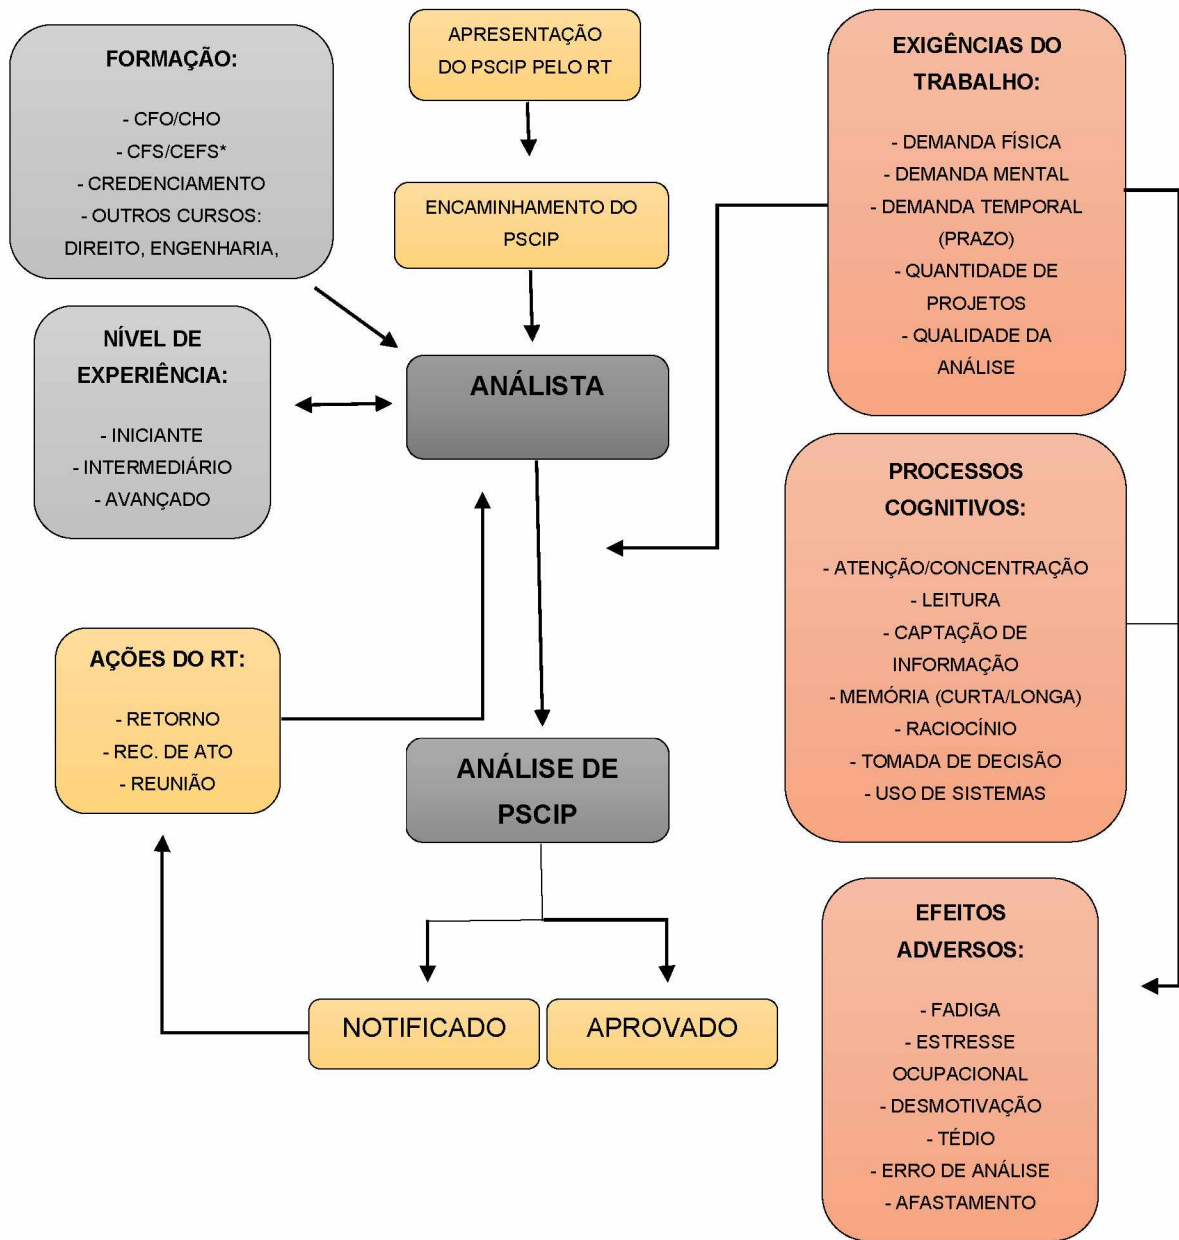 FORMAÇÃO:
- CFO/CHO
- CFS/CEFS*
- CREDENCIAMENTO
- OUTROS CURSOS:
DIREITO, ENGENHARIA,
APRESENTAÇÃO
DO PSCIP PELO RT
ENCAMINHAMENTO DO
PSCIP
EXIGÊNCIAS DO
TRABALHO:
- DEMANDA FÍSICA
- DEMANDA MENTAL
- DEMANDA TEMPORAL
(PRAZO)
- QUANTIDADE DE
PROJETOS
- QUALIDADE DA
ANÁLISE
NÍVEL DE
EXPERIÊNCIA:
- INICIANTE
- INTERMEDIÁRIO
- AVANÇADO
ANÁLISTA
PROCESSOS
COGNITIVOS:
- ATENÇÃO/CONCENTRAÇÃO
- LEITURA
- CAPTAÇÃO DE
INFORMAÇÃO
- MEMÓRIA (CURTA/LONGA)
- RACIOCÍNIO
- TOMADA DE DECISÃO
- USO DE SISTEMAS
AÇÕES DO RT:
- RETORNO
- REC. DE ATO
- REUNIÃO
ANÁLISE DE
PSCIP
NOTIFICADO
APROVADO
EFEITOS
ADVERSOS:
- FADIGA
- ESTRESSE
OCUPACIONAL
- DESMOTIVAÇÃO
- TÉDIO
- ERRO DE ANÁLISE
- AFASTAMENTO